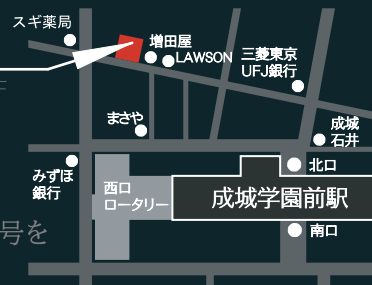 スギ薬局
増田屋
LAWSON
三菱東京
UFJ銀行
まさや
成城
石井
みずほ
銀行
西口
ロータリー
北口
成城学園前駅
号を
南口